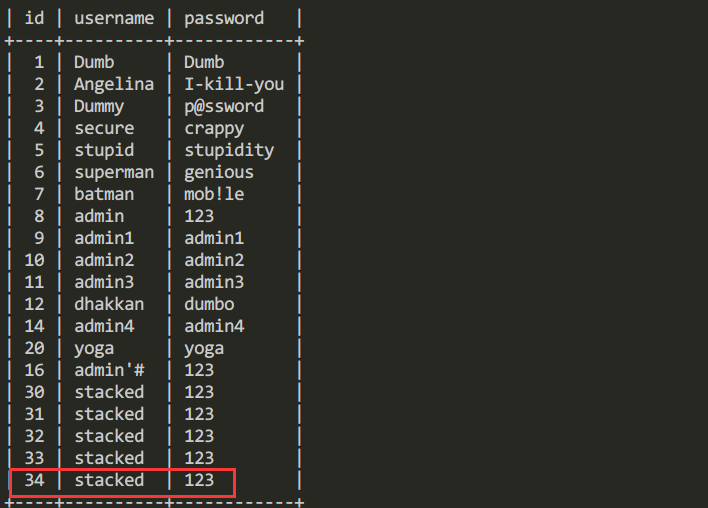 | id | username | password   |
+----+----------+------------+
|  1 | Dumb     | Dumb       |
|  2 | Angelina | I-kill-you |
|  3 | Dummy    | p@ssword   |
|  4 | secure   | crappy     |
|  5 | stupid   | stupidity  |
|  6 | superman | genious    |
|  7 | batman   | mob!le     |
|  8 | admin    | 123        |
|  9 | admin1   | admin1     |
| 10 | admin2   | admin2     |
| 11 | admin3   | admin3     |
| 12 | dhakkan  | dumbo      |
| 14 | admin4   | admin4     |
| 20 | yoga     | yoga       |
| 16 | admin'#  | 123        |
| 30 | stacked  | 123        |
| 31 | stacked  | 123        |
| 32 | stacked  | 123        |
| 33 | stacked  | 123        |
| 34 | stacked  | 123        |
+----+----------+------------+